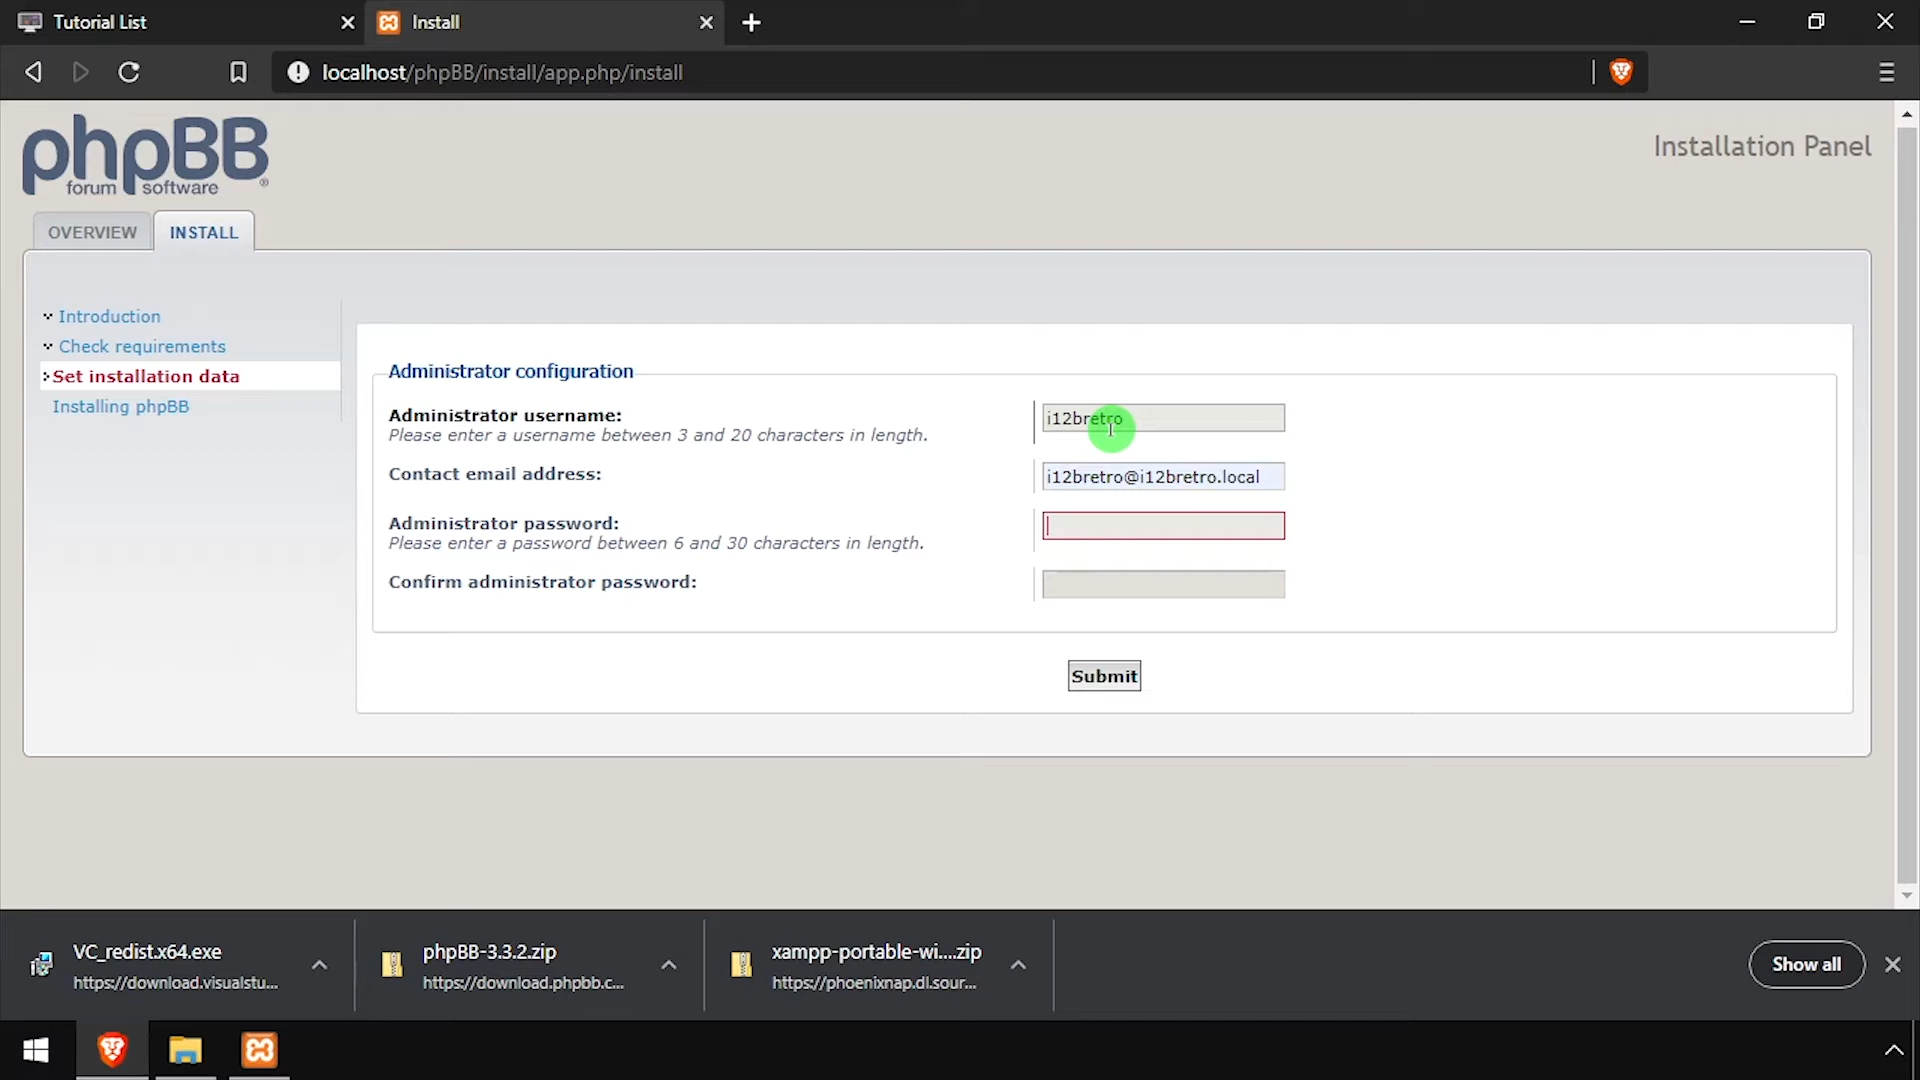 Tutorial List
Install
localhost/phpBB/install/app.php/install
phpBB
forum software
®
Installation Panel
OVERVIEW
INSTALL
Introduction
Check requirements
Set installation data
Installing phpBB
Administrator configuration
Administrator username:
i12bretro
Please enter a username between 3 and 20 characters in length.
Contact email address:
i12bretro@i12bretro.local
Administrator password:
Please enter a password between 6 and 30 characters in length.
Confirm administrator password:
Submit
VC_redist.x64.exe
https://download.visualstu...
phpBB-3.3.2.zip
https://download.phpbb.c...
xampp-portable-wi....zip
https://phoenixnap.dl.sour...
Show all